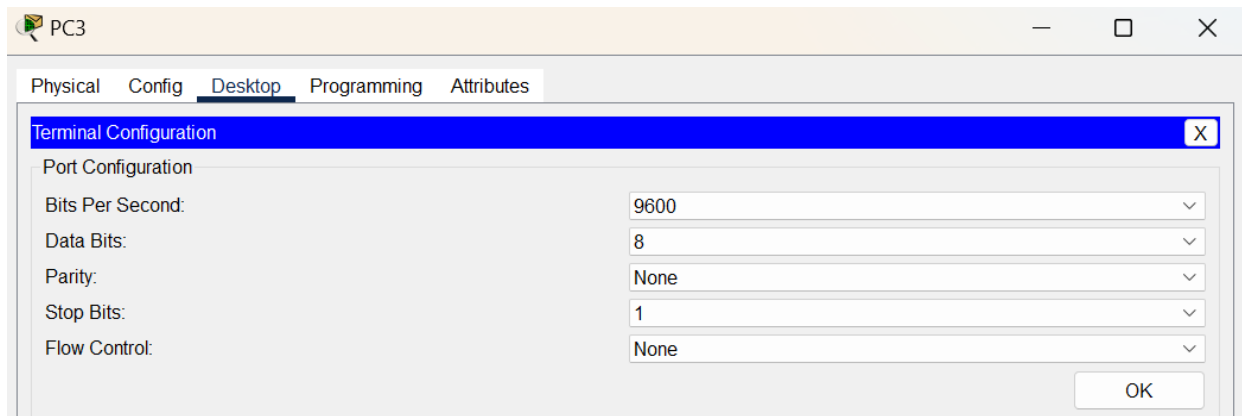 PC3
Physical Config Desktop Programming Attributes
Terminal Configuration X
Port Configuration
Bits Per Second: 9600
Data Bits: 8
Parity: None
Stop Bits: 1
Flow Control: None
OK